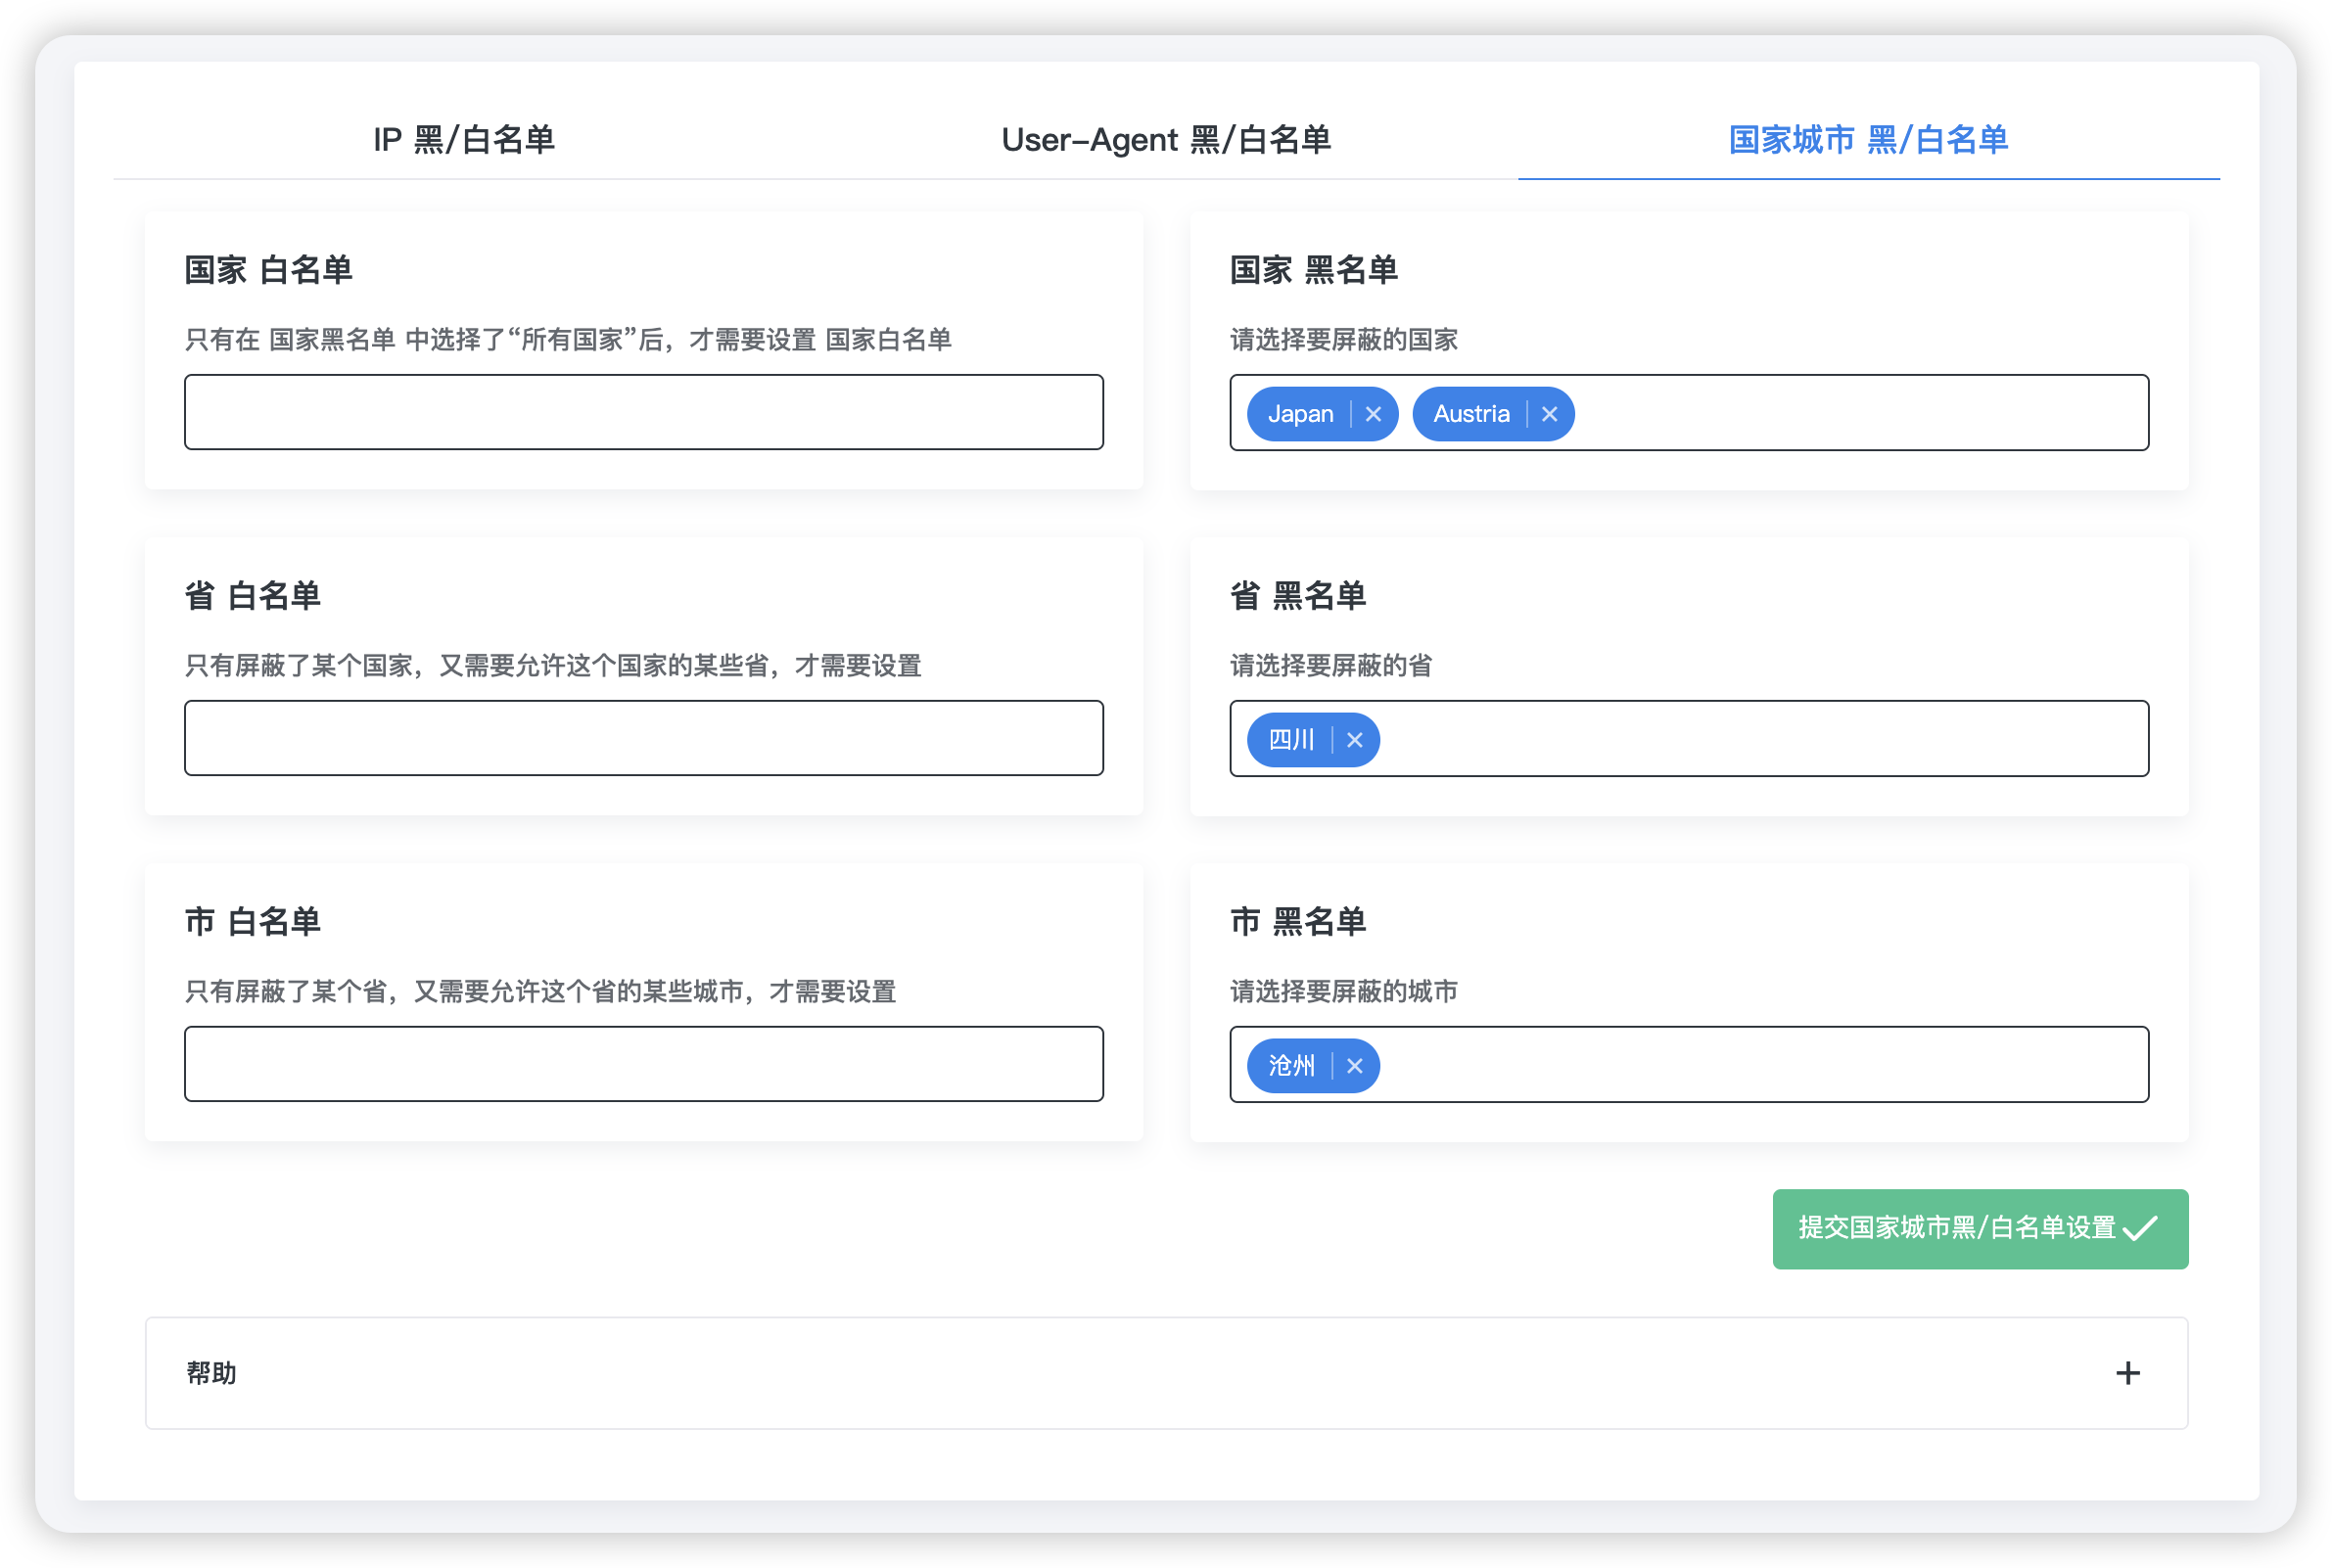 IP 黑/白名单
User-Agent 黑/白名单
国家城市 黑/白名单
国家 白名单
只有在 国家黑名单 中选择了“所有国家”后，才需要设置 国家白名单
国家 黑名单
请选择要屏蔽的国家
Japan
Austria
省 白名单
只有屏蔽了某个国家，又需要允许这个国家的某些省，才需要设置
省 黑名单
请选择要屏蔽的省
四川
市 白名单
只有屏蔽了某个省，又需要允许这个省的某些城市，才需要设置
市 黑名单
请选择要屏蔽的城市
沧州
提交国家城市黑/白名单设置
帮助